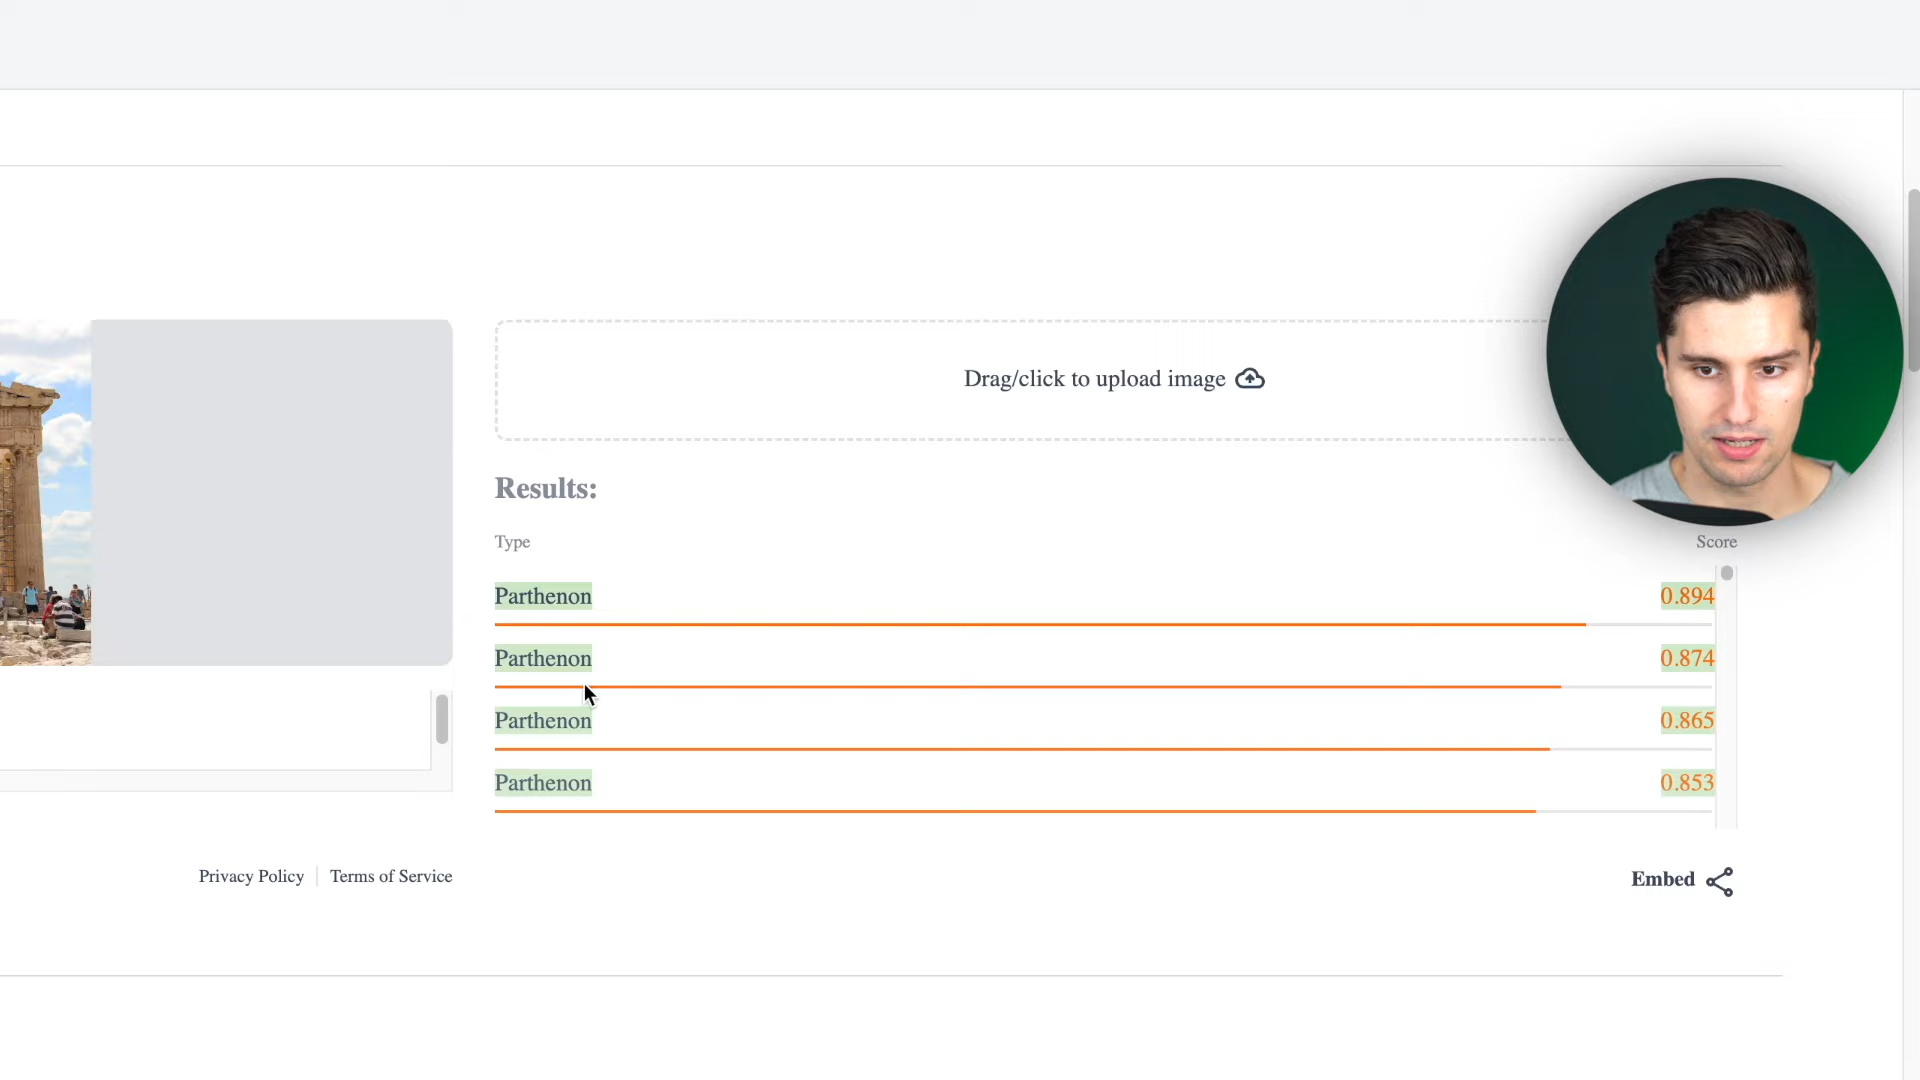 Drag/click to upload image
Results:
Type Score
Parthenon 0.894
Parthenon 0.874
Parthenon 0.865
Parthenon 0.853
Privacy Policy Terms of Service Embed